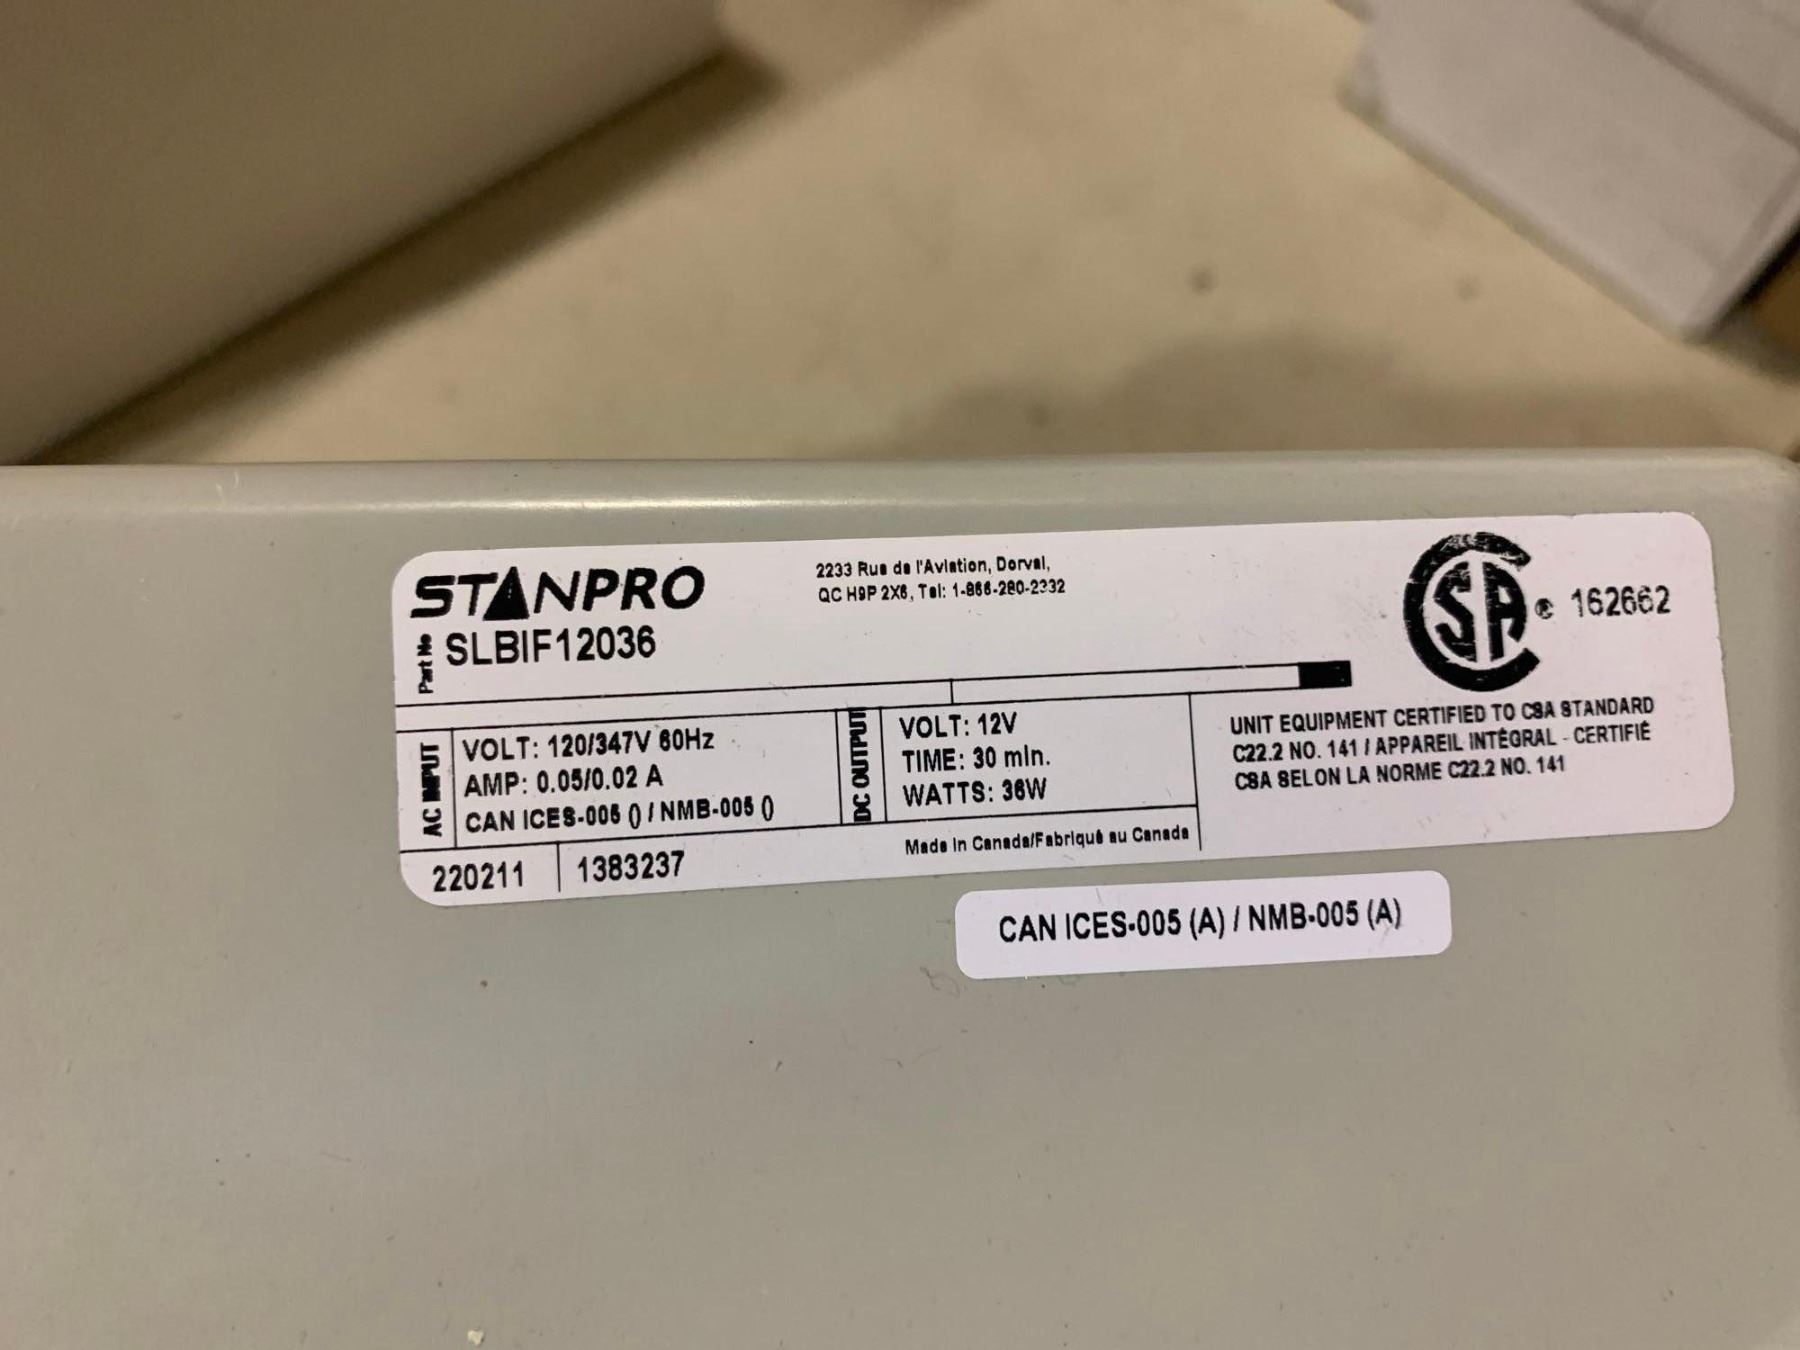 STANPRO
2233 Rue de l'Aviation, Dorval,
QC H9P 2X6, Tel: 1-866-280-2332
Part No SLBIF12036
CSA ® 162662
AC INPUT
VOLT: 120/347V 60Hz
AMP: 0.05/0.02 A
CAN ICES-005 () / NMB-005 ()
DC OUTPUT
VOLT: 12V
TIME: 30 min.
WATTS: 36W
UNIT EQUIPMENT CERTIFIED TO CSA STANDARD
C22.2 NO. 141 / APPAREIL INTÉGRAL - CERTIFIÉ
CSA SELON LA NORME C22.2 NO. 141
220211 1383237
Made in Canada/Fabriqué au Canada
CAN ICES-005 (A) / NMB-005 (A)